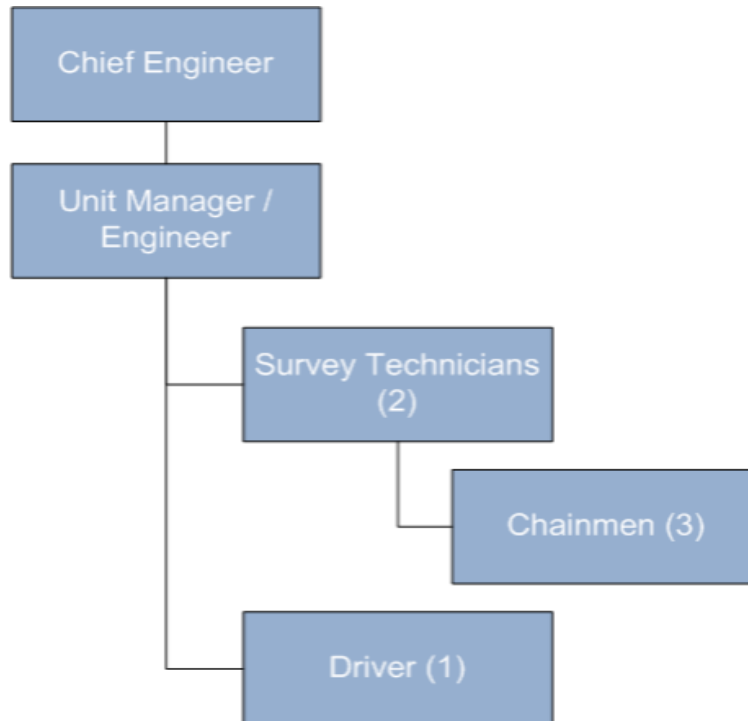 Chief Engineer
Unit Manager /
Engineer
Survey Technicians
(2)
Chainmen (3)
Driver (1)